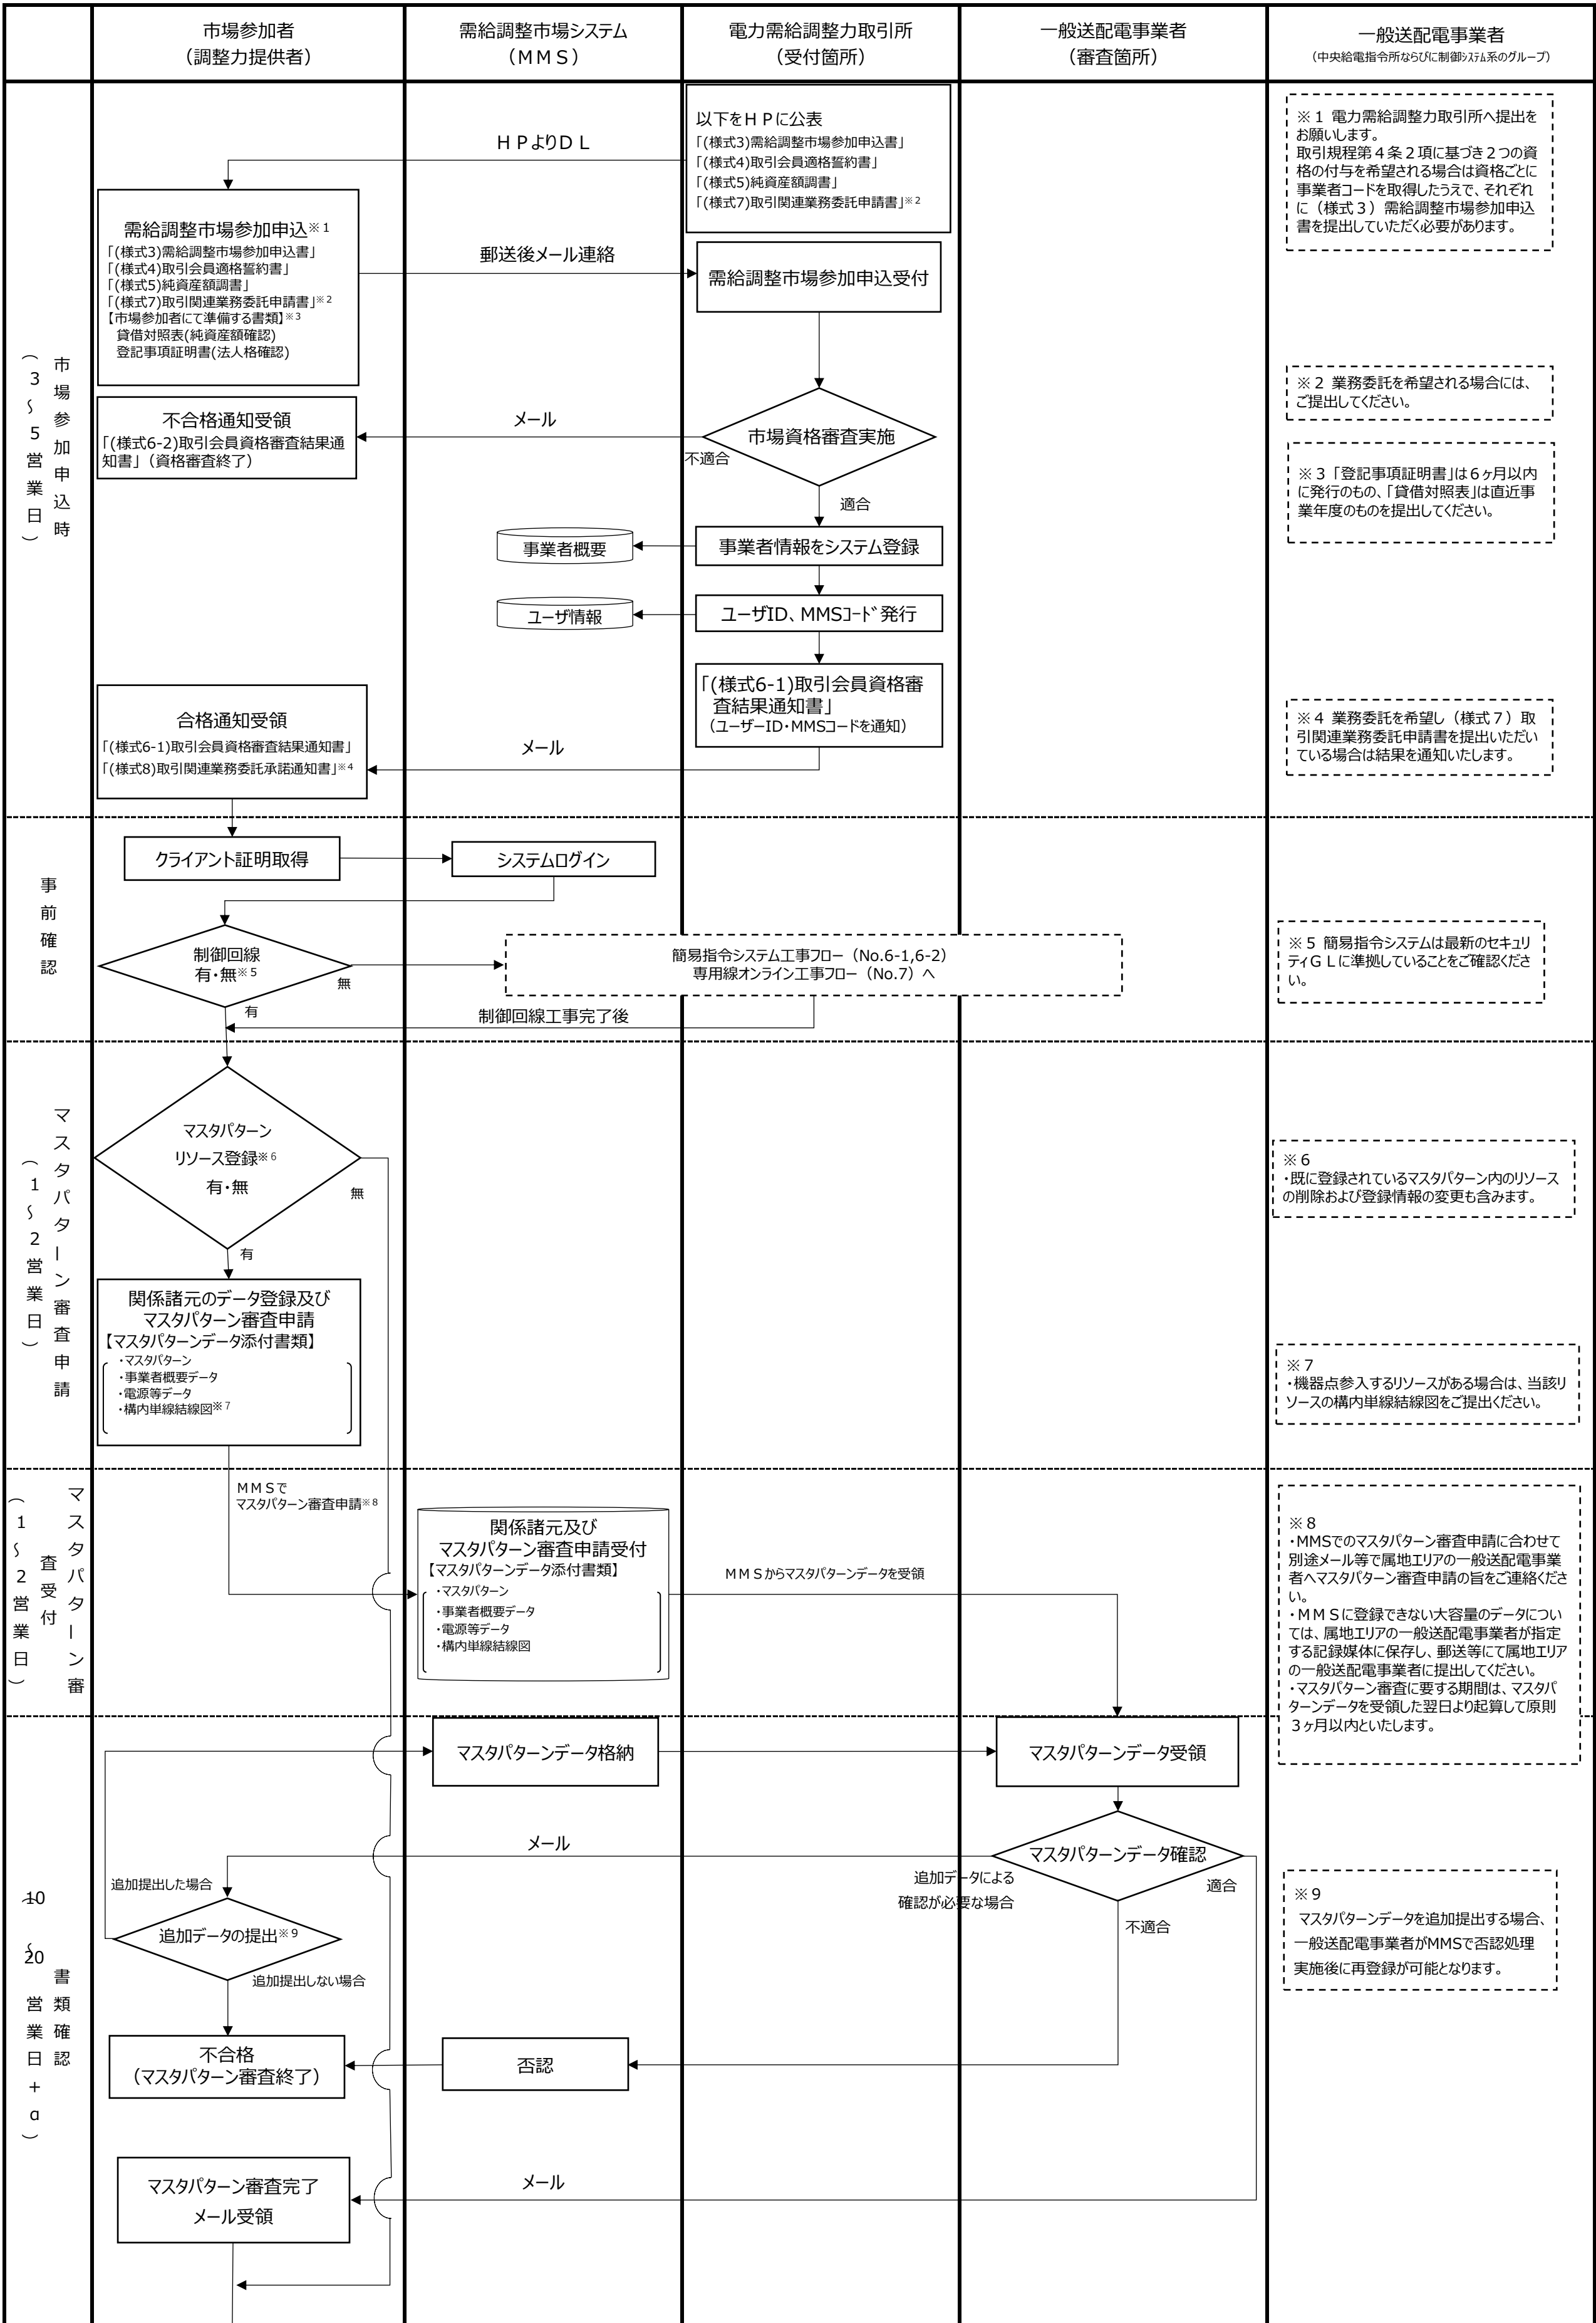 市場参加者
（調整力提供者）
需給調整市場システム
（ＭＭＳ）
電力需給調整力取引所
（受付箇所）
一般送配電事業者
（審査箇所）
一般送配電事業者
（中央給電指令所ならびに制御ｼｽﾃﾑ系のグループ）
市場参加申込時
（３～５営業日）
以下をＨＰに公表
「(様式3)需給調整市場参加申込書」
「(様式4)取引会員適格誓約書」
「(様式5)純資産額調書」
「(様式7)取引関連業務委託申請書」※２
ＨＰよりＤＬ
需給調整市場参加申込※１
「(様式3)需給調整市場参加申込書」
「(様式4)取引会員適格誓約書」
「(様式5)純資産額調書」
「(様式7)取引関連業務委託申請書」※２
【市場参加者にて準備する書類】※３
貸借対照表(純資産額確認)
登記事項証明書(法人格確認)
郵送後メール連絡
需給調整市場参加申込受付
不合格通知受領
「(様式6-2)取引会員資格審査結果通
知書」（資格審査終了）
メール
市場資格審査実施
不適合
適合
事業者概要
事業者情報をシステム登録
ユーザ情報
ユーザID、MMSｺｰﾄﾞ発行
「(様式6-1)取引会員資格審
査結果通知書」
（ユーザーID・MMSコードを通知）
合格通知受領
「(様式6-1)取引会員資格審査結果通知書」
「(様式8)取引関連業務委託承諾通知書」※４
メール
※１ 電力需給調整力取引所へ提出を
お願いします。
取引規程第４条２項に基づき２つの資
格の付与を希望される場合は資格ごとに
事業者コードを取得したうえで、それぞれ
に（様式３）需給調整市場参加申込
書を提出していただく必要があります。
※２ 業務委託を希望される場合には、
ご提出してください。
※３「登記事項証明書」は６ヶ月以内
に発行のもの、「貸借対照表」は直近事
業年度のものを提出してください。
※４ 業務委託を希望し（様式７）取
引関連業務委託申請書を提出いただい
ている場合は結果を通知いたします。
事前確認
クライアント証明取得
システムログイン
制御回線
有・無※５
無
有
簡易指令システム工事フロー（No.6-1,6-2）
専用線オンライン工事フロー（No.7）へ
制御回線工事完了後
※５ 簡易指令システムは最新のセキュリ
ティＧＬに準拠していることをご確認くださ
い。
マスタパターン審査申請
（１～２営業日）
マスタパターン
リソース登録※６
有・無
無
有
関係諸元のデータ登録及び
マスタパターン審査申請
【マスタパターンデータ添付書類】
・マスタパターン
・事業者概要データ
・電源等データ
・構内単線結線図※７
※６
・既に登録されているマスタパターン内のリソース
の削除および登録情報の変更も含みます。
※７
・機器点参入するリソースがある場合は、当該リ
ソースの構内単線結線図をご提出ください。
マスタパターン審
査受付
（１～２営業日）
ＭＭＳで
マスタパターン審査申請※８
関係諸元及び
マスタパターン審査申請受付
【マスタパターンデータ添付書類】
・マスタパターン
・事業者概要データ
・電源等データ
・構内単線結線図
ＭＭＳからマスタパターンデータを受領
※８
・MMSでのマスタパターン審査申請に合わせて
別途メール等で属地エリアの一般送配電事業
者へマスタパターン審査申請の旨をご連絡くださ
い。
・ＭＭＳに登録できない大容量のデータについ
ては、属地エリアの一般送配電事業者が指定
する記録媒体に保存し、郵送等にて属地エリア
の一般送配電事業者に提出してください。
・マスタパターン審査に要する期間は、マスタパ
ターンデータを受領した翌日より起算して原則
３ヶ月以内といたします。
書類確認
（10～20営業日＋α）
マスタパターンデータ格納
マスタパターンデータ受領
マスタパターンデータ確認
メール
追加データによる
確認が必要な場合
適合
不適合
追加提出した場合
追加データの提出※９
追加提出しない場合
不合格
（マスタパターン審査終了）
否認
マスタパターン審査完了
メール受領
メール
※９
マスタパターンデータを追加提出する場合、
一般送配電事業者がMMSで否認処理
実施後に再登録が可能となります。